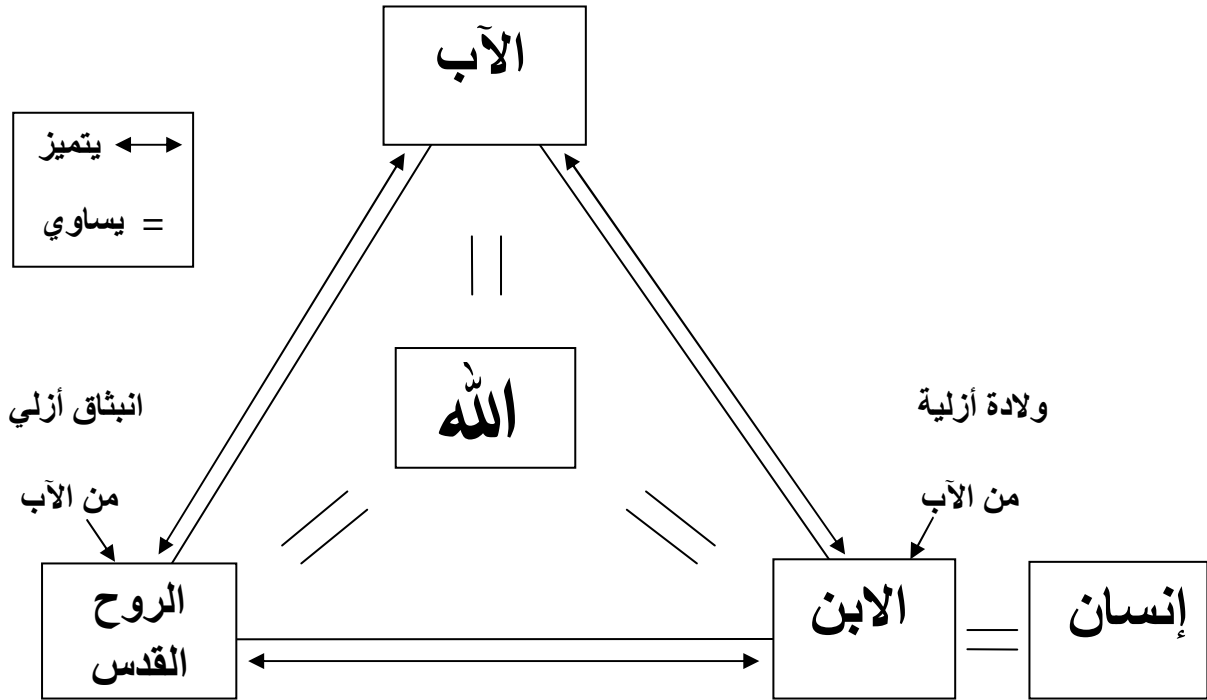 الآب
يتميز
= يساوي
الله
انبثاق أزلي
من الآب
ولادة أزلية
من الآب
الروح
القدس
الابن
إنسان